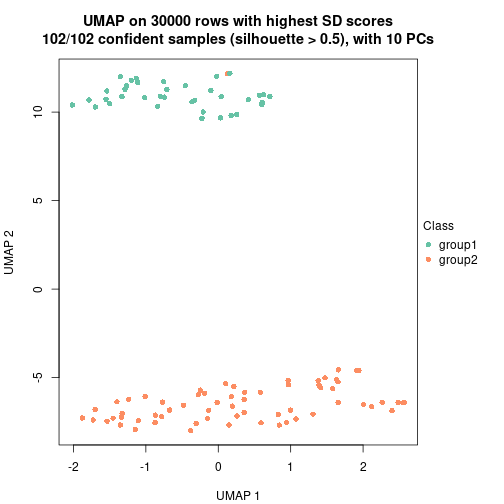 UMAP on 30000 rows with highest SD scores
102/102 confident samples (silhouette > 0.5), with 10 PCs
10
5
0
-5
UMAP 2
-2
-1
0
1
2
UMAP 1
Class
group1
group2